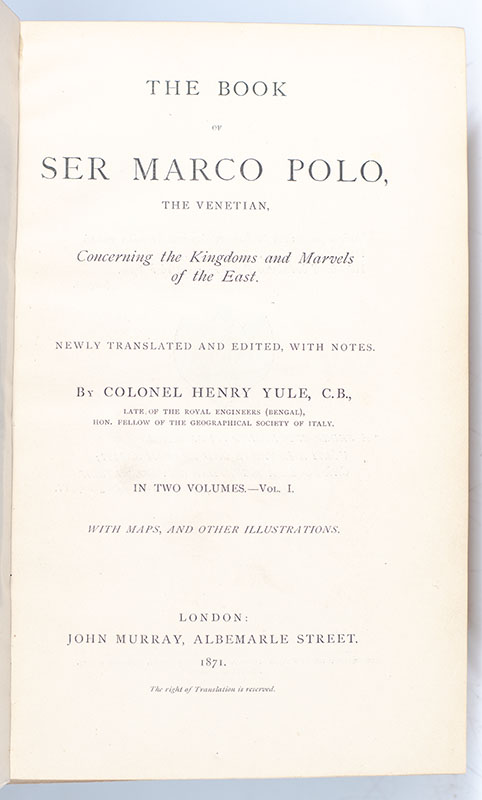 THE BOOK
OF
SER MARCO POLO,
THE VENETIAN,
Concerning the Kingdoms and Marvels
of the East.
NEWLY TRANSLATED AND EDITED, WITH NOTES.
By COLONEL HENRY YULE, C.B.,
LATE OF THE ROYAL ENGINEERS (BENGAL),
HON. FELLOW OF THE GEOGRAPHICAL SOCIETY OF ITALY.
IN TWO VOLUMES.—Vol. I.
WITH MAPS, AND OTHER ILLUSTRATIONS.
LONDON:
JOHN MURRAY, ALBEMARLE STREET.
1871.
The right of Translation is reserved.